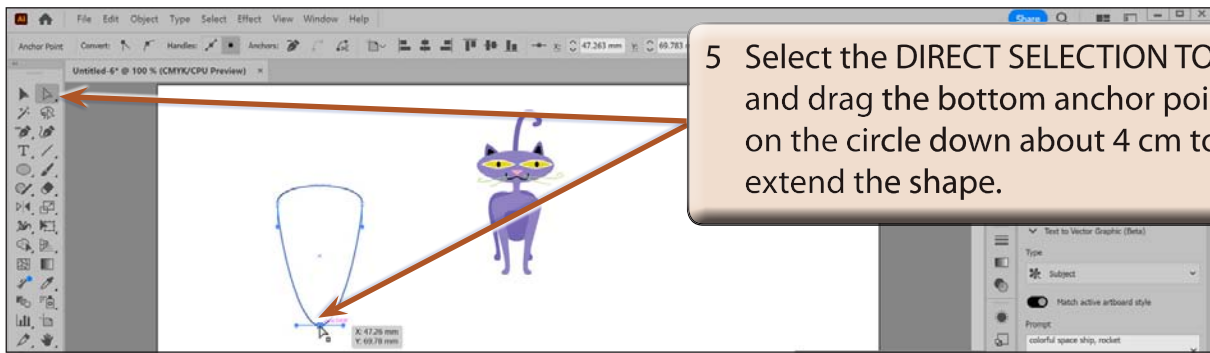 Ai File Edit Object Type Select Effect View Window Help
Share
Anchor Point Convert: Handles: Anchors: X: 47.263 mm Y: 69.783
Untitled-6* @ 100 % (CMYK/CPU Preview) ×
5 Select the DIRECT SELECTION TO
and drag the bottom anchor poi
on the circle down about 4 cm to
extend the shape.
Text to Vector Graphic (Beta)
Type
Subject
Match active artboard style
Prompt
colorful space ship, rocket
X: 47.26 mm
Y: 69.78 mm